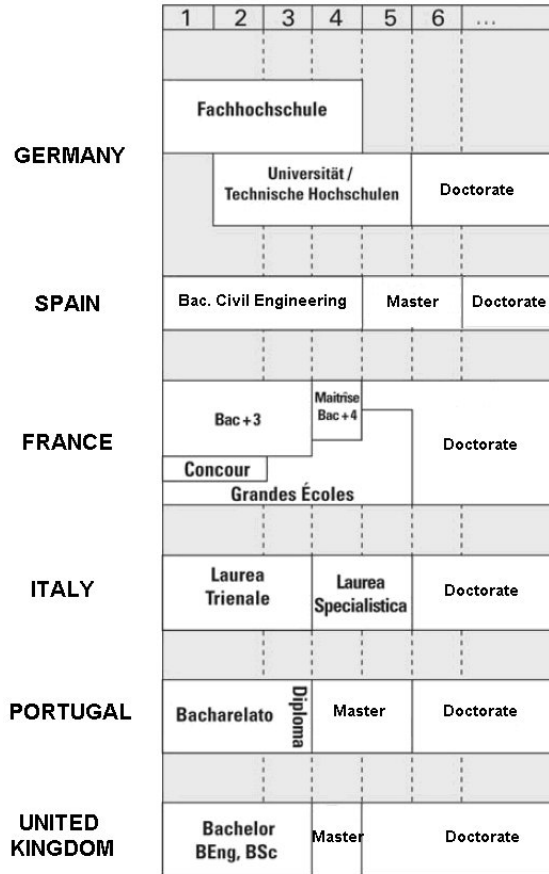 1 2 3 4 5 6 ...
GERMANY
Fachhochschule
Universität /
Technische Hochschulen
Doctorate
SPAIN
Bac. Civil Engineering
Master
Doctorate
FRANCE
Bac + 3
Maitrise
Bac + 4
Concour
Grandes Écoles
Doctorate
ITALY
Laurea
Trienale
Laurea
Specialistica
Doctorate
PORTUGAL
Bacharelato
Diploma
Master
Doctorate
UNITED
KINGDOM
Bachelor
BEng, BSc
Master
Doctorate